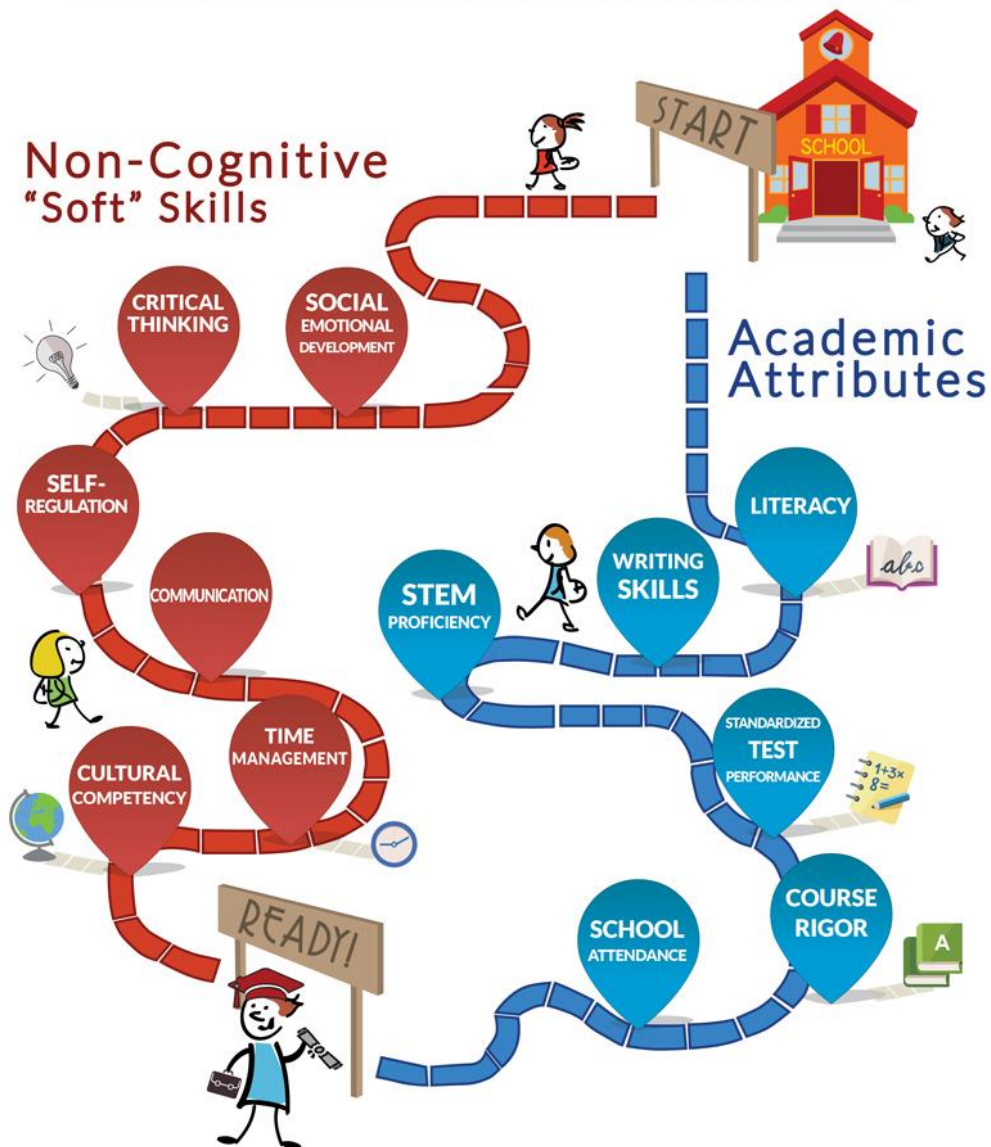 START
SCHOOL
Non-Cognitive
“Soft” Skills
CRITICAL
THINKING
SOCIAL
EMOTIONAL
DEVELOPMENT
Academic
Attributes
SELF-
REGULATION
LITERACY
abc
WRITING
SKILLS
STEM
PROFICIENCY
COMMUNICATION
TIME
MANAGEMENT
STANDARDIZED
TEST
PERFORMANCE
1+3x
8=
CULTURAL
COMPETENCY
COURSE
RIGOR
A
SCHOOL
ATTENDANCE
READY!